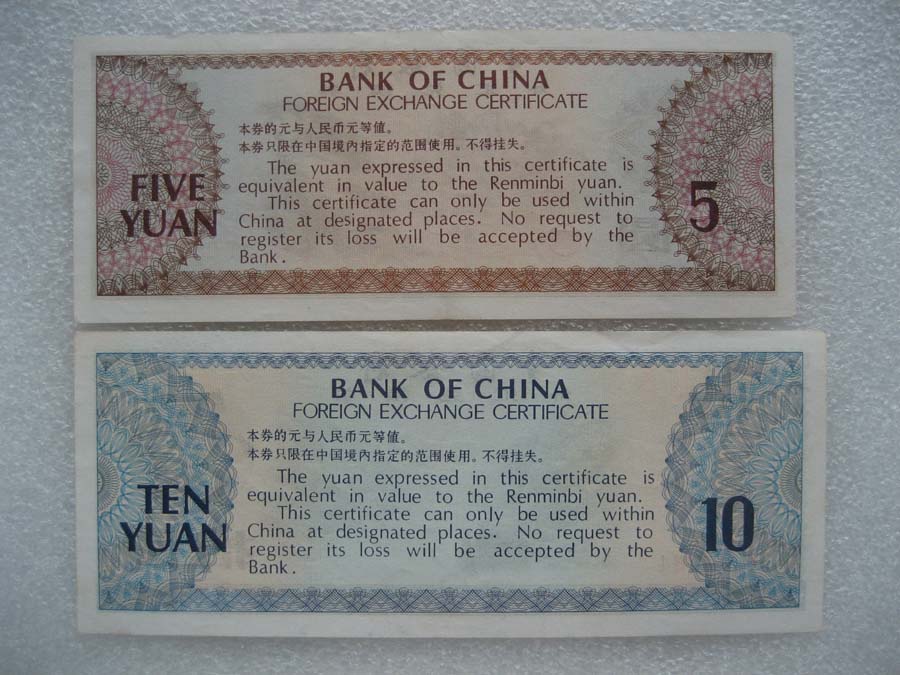 BANK OF CHINA
FOREIGN EXCHANGE CERTIFICATE
本券的元与人民币元等值。
本券只限在中国境内指定的范围使用。不得挂失。
The yuan expressed in this certificate is
equivalent in value to the Renminbi yuan.
This certificate can only be used within
China at designated places. No request to
register its loss will be accepted by the
Bank.
FIVE
YUAN
5
BANK OF CHINA
FOREIGN EXCHANGE CERTIFICATE
本券的元与人民币元等值。
本券只限在中国境内指定的范围使用。不得挂失。
The yuan expressed in this certificate is
equivalent in value to the Renminbi yuan.
This certificate can only be used within
China at designated places. No request to
register its loss will be accepted by the
Bank.
TEN
YUAN
10